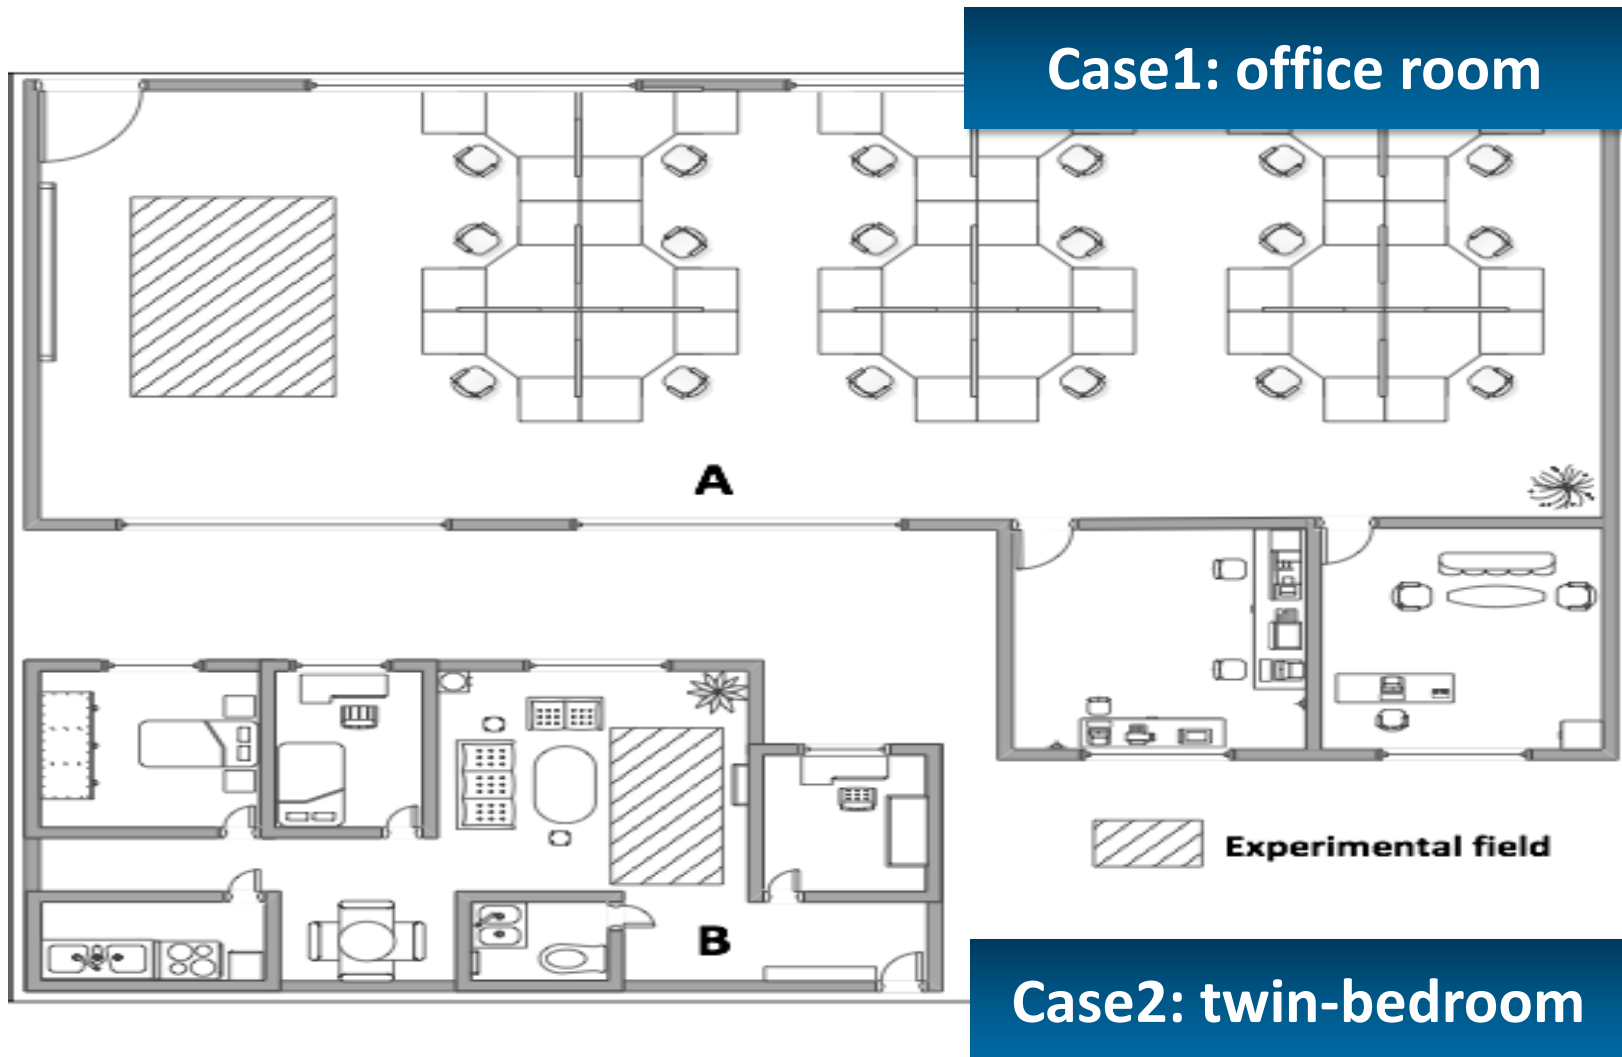 Case1: office room
A
Experimental field
B
Case2: twin-bedroom